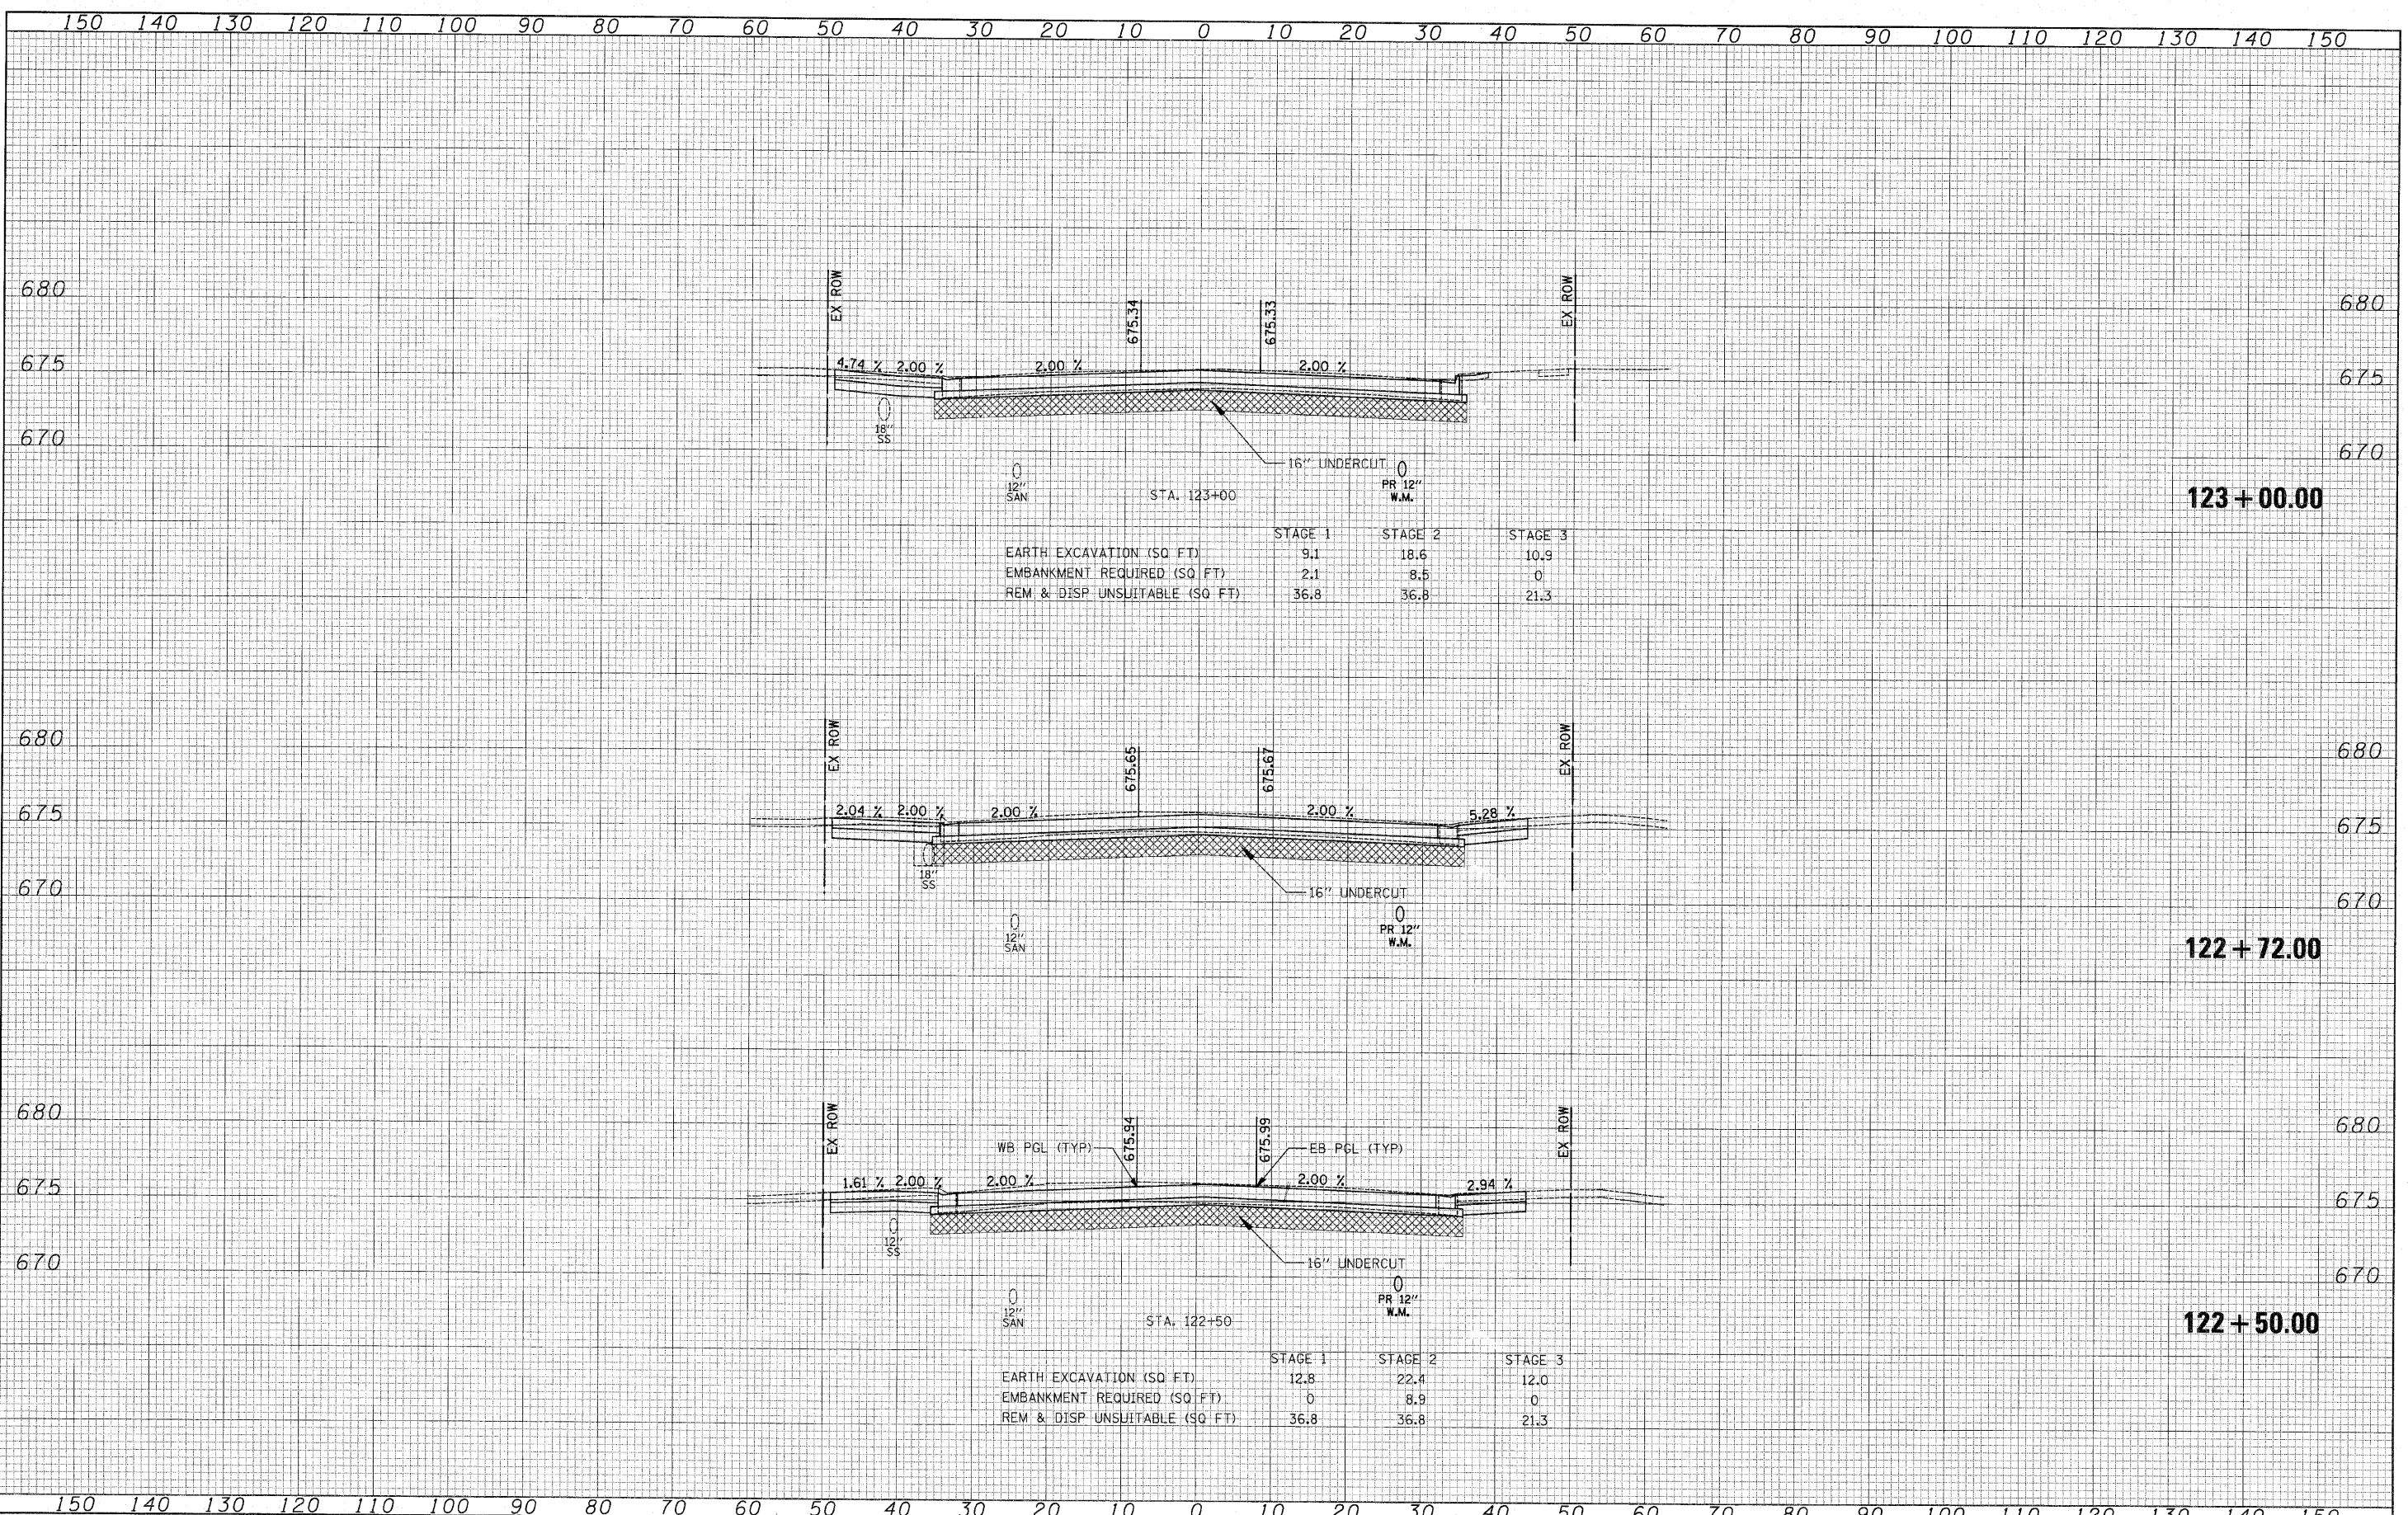 150 140 130 120 110 100 90 80 70 60 50 40 30 20 10 0 10 20 30 40 50 60 70 80 90 100 110 120 130 140 150
EX ROW
EX ROW
680
675.34
675.33
680
675
4.74 % 2.00 %
2.00 %
2.00 %
675
18"
SS
670
16" UNDERCUT
670
12"
SAN
STA. 123+00
PR 12"
W.M.
123+00.00
STAGE 1 STAGE 2 STAGE 3
EARTH EXCAVATION (SQ FT) 9.1 18.6 10.9
EMBANKMENT REQUIRED (SQ FT) 2.1 8.5 0
REM & DISP UNSUITABLE (SQ FT) 36.8 36.8 21.3
EX ROW
EX ROW
680
675.65
675.67
680
675
2.04 % 2.00 %
2.00 %
2.00 %
5.28 %
675
18"
SS
670
16" UNDERCUT
670
12"
SAN
PR 12"
W.M.
122+72.00
EX ROW
EX ROW
680
675.94
675.99
680
WB PGL (TYP)
EB PGL (TYP)
675
1.61 % 2.00 %
2.00 %
2.00 %
2.94 %
675
12"
SS
670
16" UNDERCUT
670
12"
SAN
STA. 122+50
PR 12"
W.M.
122+50.00
STAGE 1 STAGE 2 STAGE 3
EARTH EXCAVATION (SQ FT) 12.8 22.4 12.0
EMBANKMENT REQUIRED (SQ FT) 0 8.9 0
REM & DISP UNSUITABLE (SQ FT) 36.8 36.8 21.3
150 140 130 120 110 100 90 80 70 60 50 40 30 20 10 0 10 20 30 40 50 60 70 80 90 100 110 120 130 140 150